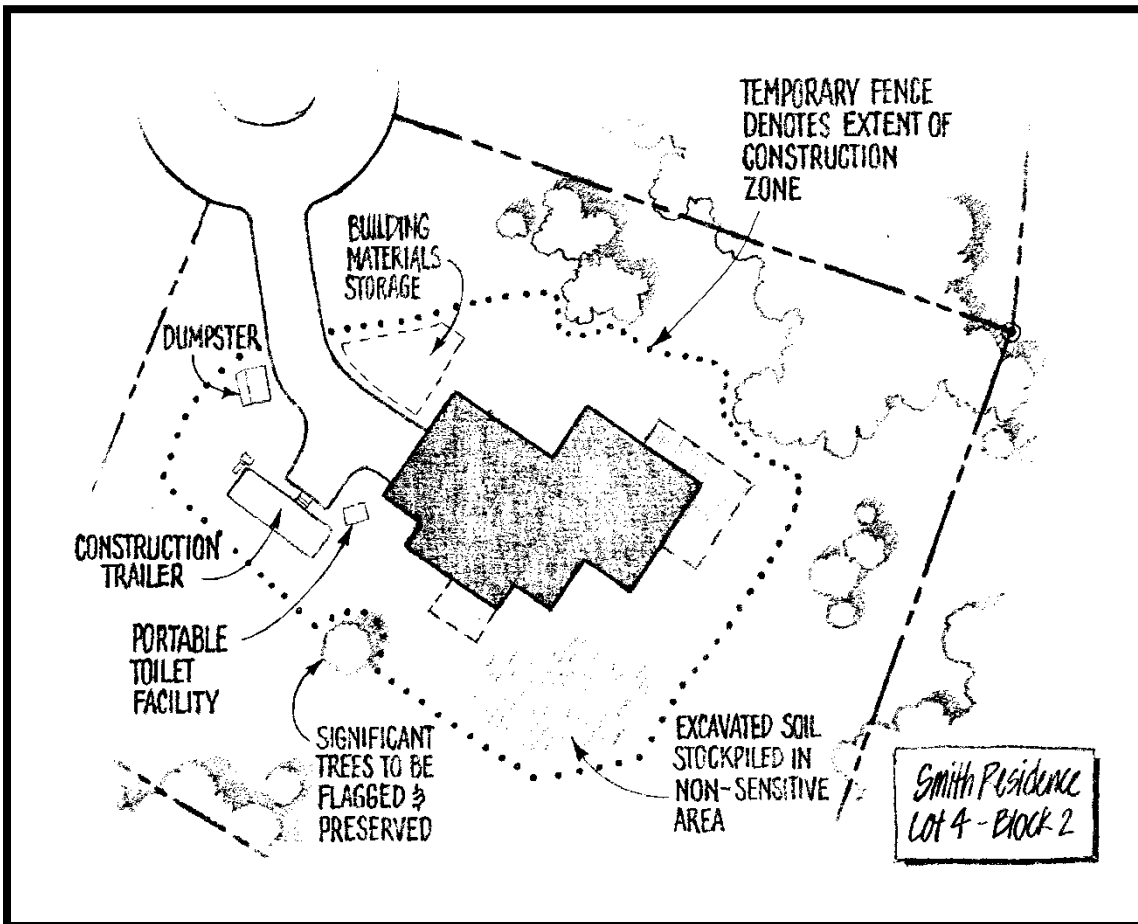 TEMPORARY FENCE
DENOTES EXTENT OF
CONSTRUCTION
ZONE
BUILDING
MATERIALS
STORAGE
DUMPSTER
CONSTRUCTION
TRAILER
PORTABLE
TOILET
FACILITY
SIGNIFICANT
TREES TO BE
FLAGGED &
PRESERVED
EXCAVATED SOIL
STOCKPILED IN
NON-SENSITIVE
AREA
Smith Residence
Lot 4 - Block 2